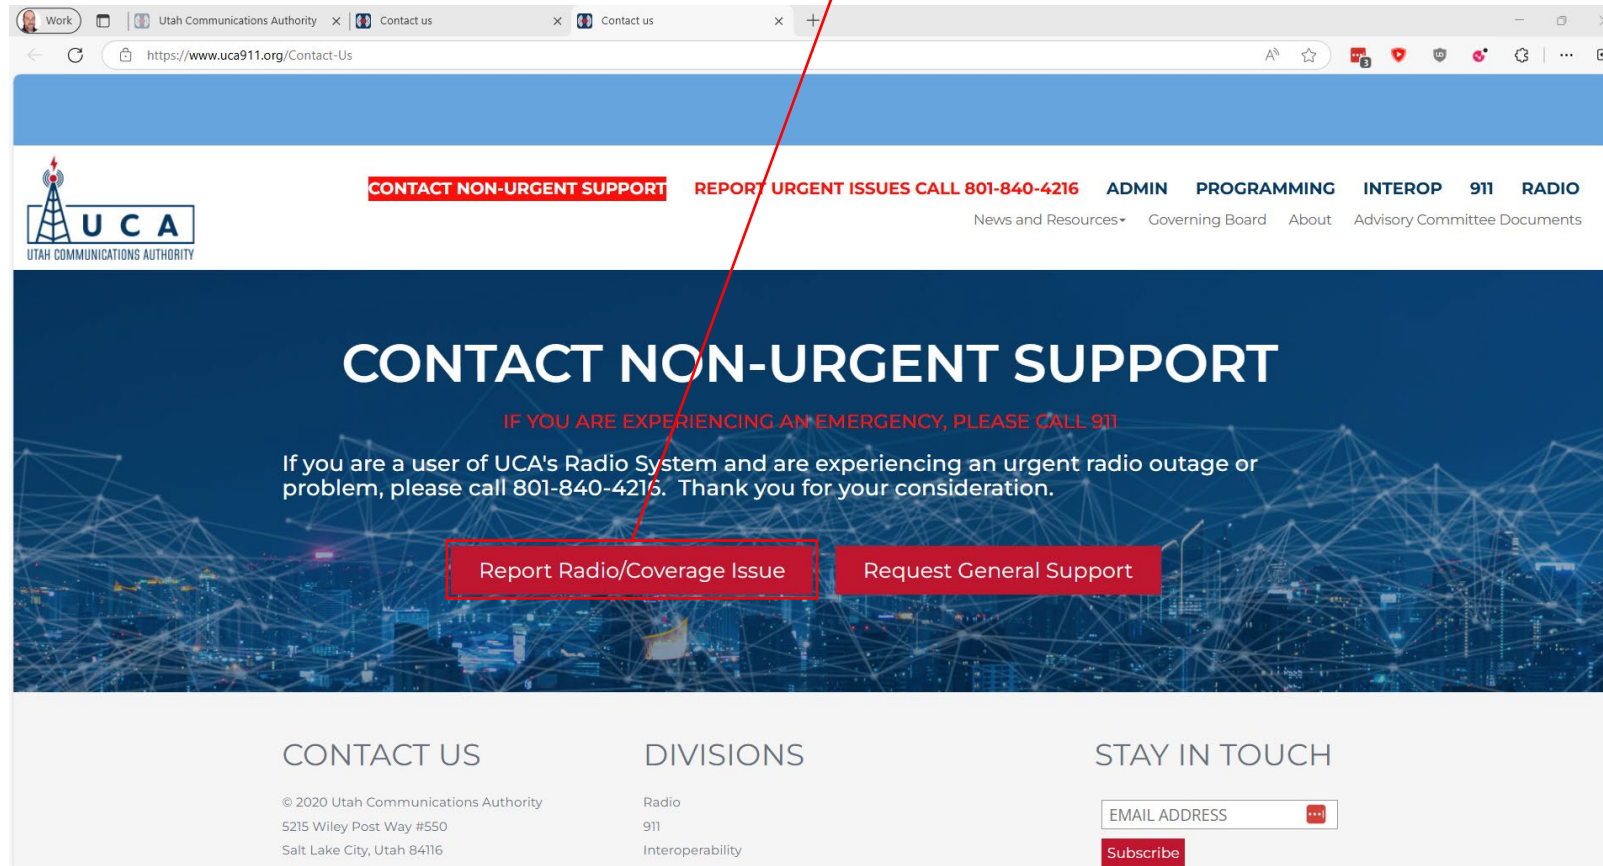 Work
Utah Communications Authority
Contact us
Contact us
https://www.uca911.org/Contact-Us
3
CONTACT NON-URGENT SUPPORT REPORT URGENT ISSUES CALL 801-840-4216 ADMIN PROGRAMMING INTEROP 911 RADIO
News and Resources Governing Board About Advisory Committee Documents
UCA
UTAH COMMUNICATIONS AUTHORITY
CONTACT NON-URGENT SUPPORT
IF YOU ARE EXPERIENCING AN EMERGENCY, PLEASE CALL 911
If you are a user of UCA's Radio System and are experiencing an urgent radio outage or
problem, please call 801-840-4216. Thank you for your consideration.
Report Radio/Coverage Issue Request General Support
CONTACT US
© 2020 Utah Communications Authority
5215 Wiley Post Way #550
Salt Lake City, Utah 84116
DIVISIONS
Radio
911
Interoperability
STAY IN TOUCH
EMAIL ADDRESS
Subscribe